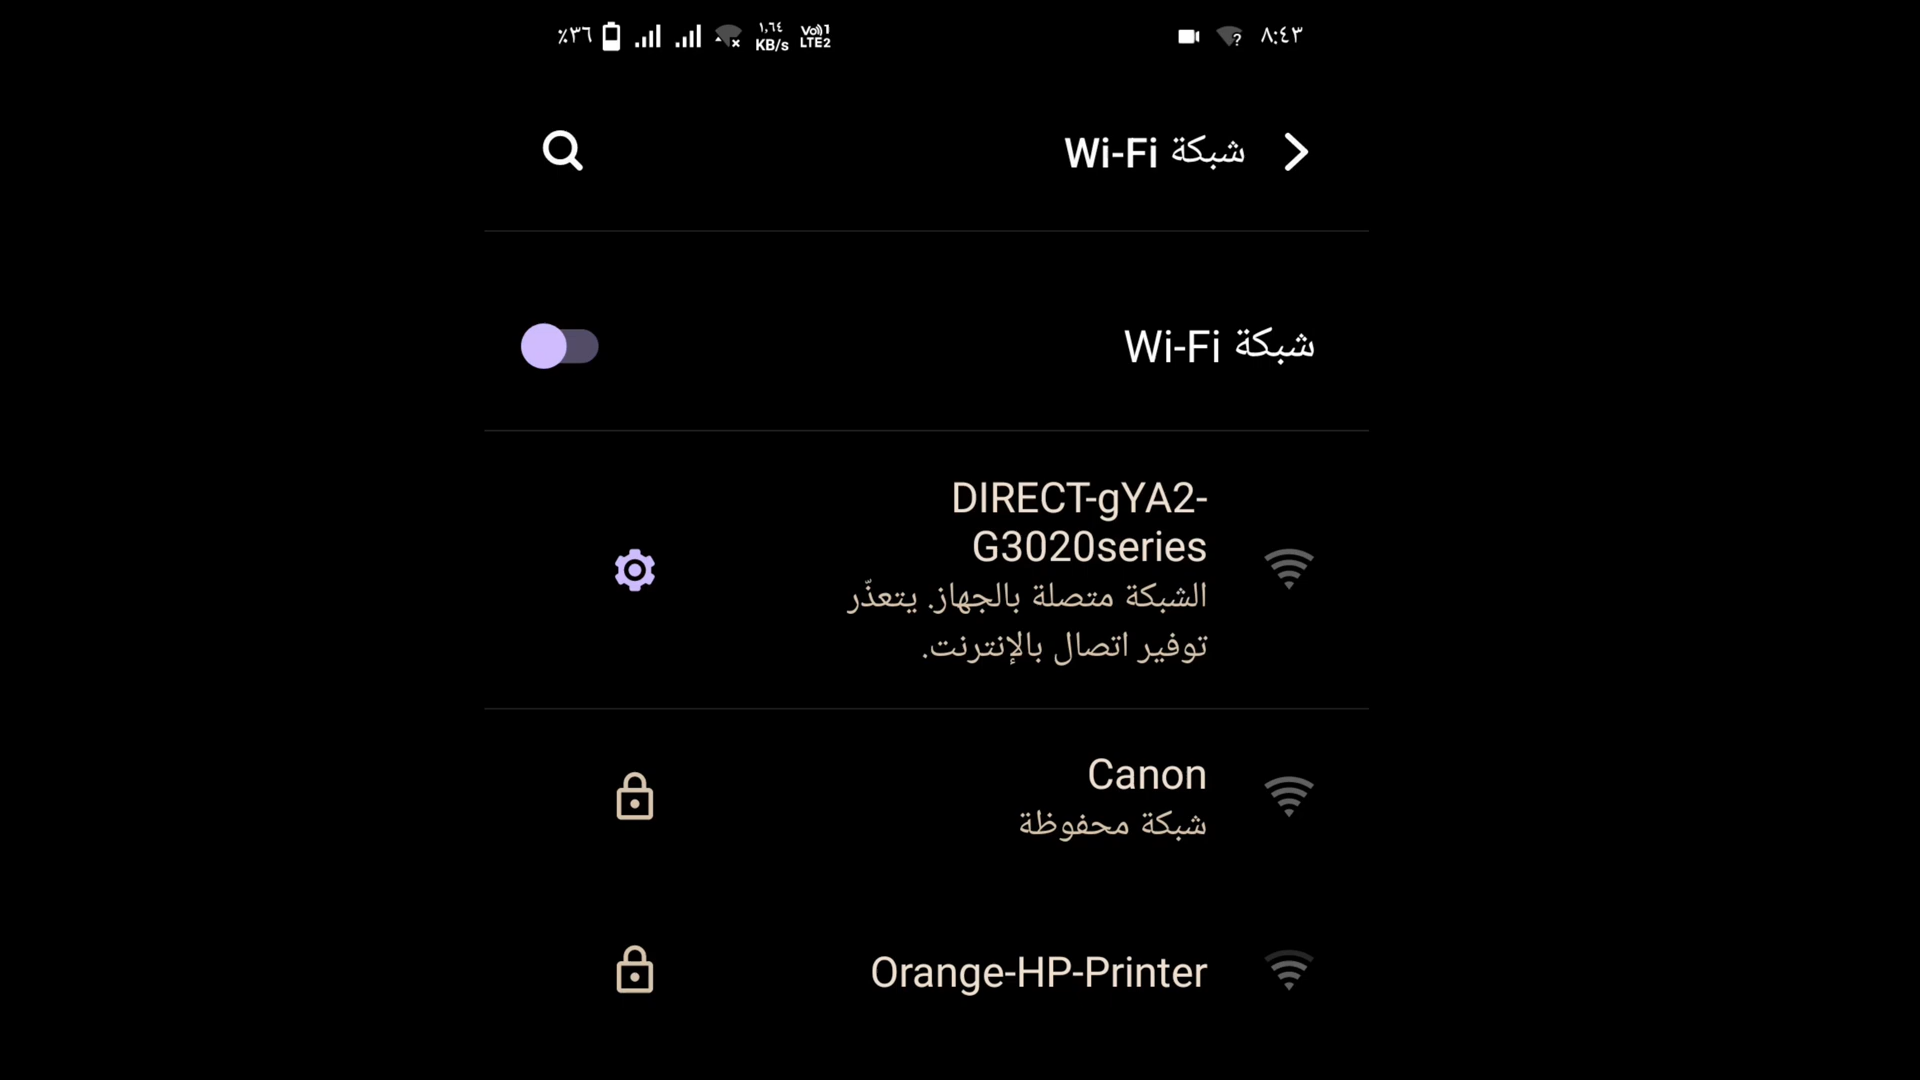 ٨:٤٣
Vo)) 1
LTE2
١,٦٤
KB/s
٪٣٦
شبكة Wi-Fi
شبكة Wi-Fi
DIRECT-gYA2-
G3020series
الشبكة متصلة بالجهاز. يتعذّر
توفير اتصال بالإنترنت.
Canon
شبكة محفوظة
Orange-HP-Printer